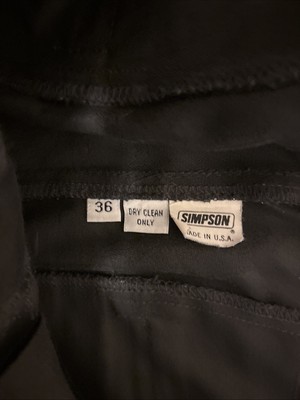 36
DRY CLEAN
ONLY
SIMPSON
®
MADE IN U.S.A.